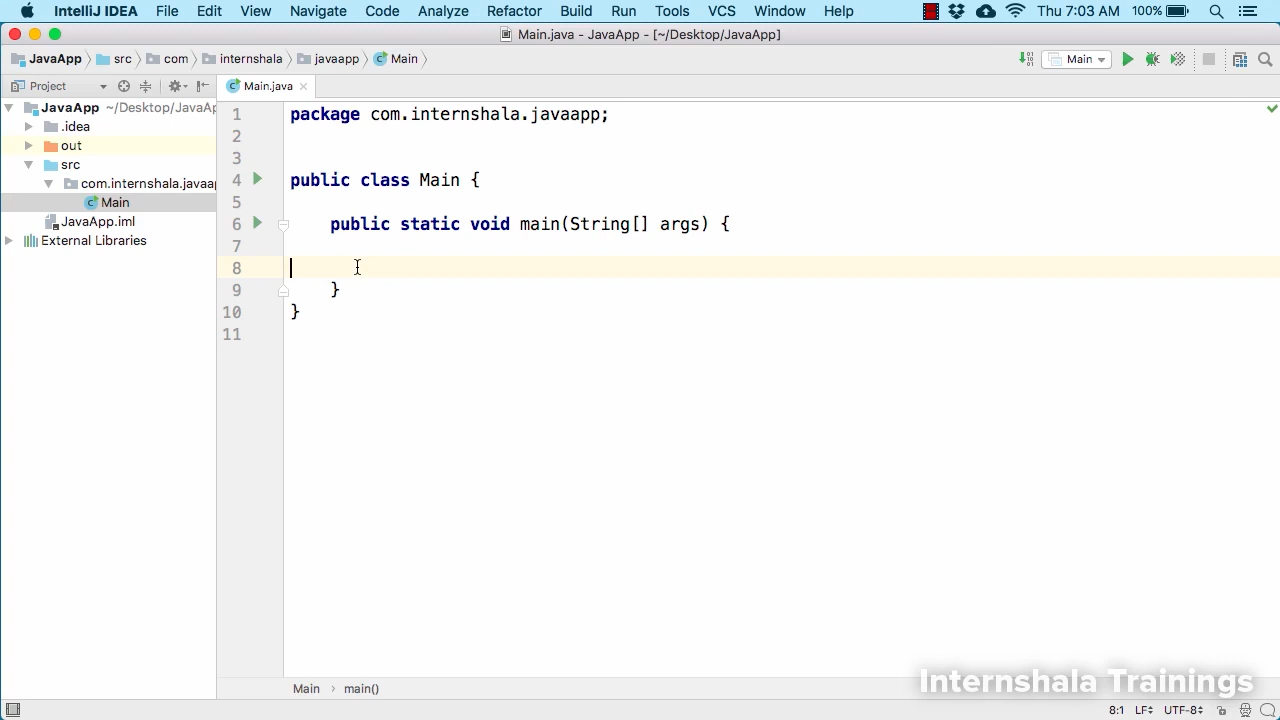 IntelliJ IDEA File Edit View Navigate Code Analyze Refactor Build Run Tools VCS Window Help Thu 7:03 AM 100%
Main.java - JavaApp - [~/Desktop/JavaApp]
JavaApp src com internshala javaapp Main Main
Project Main.java
JavaApp ~/Desktop/JavaAp
.idea
out
src
com.internshala.javaap
Main
JavaApp.iml
External Libraries
1 package com.internshala.javaapp;
2
3
4 public class Main {
5
6 public static void main(String[] args) {
7
8
9 }
10 }
11
Main main()
Internshala Trainings
8:1 LF UTF-8